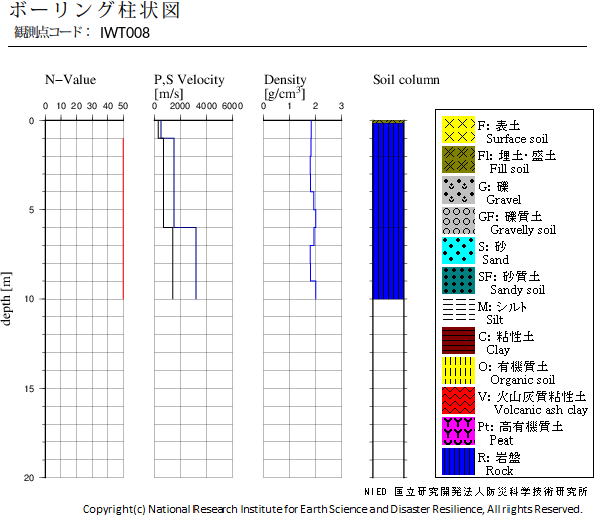 ボーリング柱状図
観測点コード： IWT008
N-Value
P,S Velocity
[m/s]
Density
[g/cm³]
Soil column
0 10 20 30 40 50
0 2000 4000 6000
0 1 2 3
depth [m]
0
5
10
15
20
F: 表土
Surface soil
Fl: 埋土・盛土
Fill soil
G: 礫
Gravel
GF: 礫質土
Gravelly soil
S: 砂
Sand
SF: 砂質土
Sandy soil
M: シルト
Silt
C: 粘性土
Clay
O: 有機質土
Organic soil
V: 火山灰質粘性土
Volcanic ash clay
Pt: 高有機質土
Peat
R: 岩盤
Rock
NIED 国立研究開発法人防災科学技術研究所
Copyright(c) National Research Institute for Earth Science and Disaster Resilience, All rights Reserved.